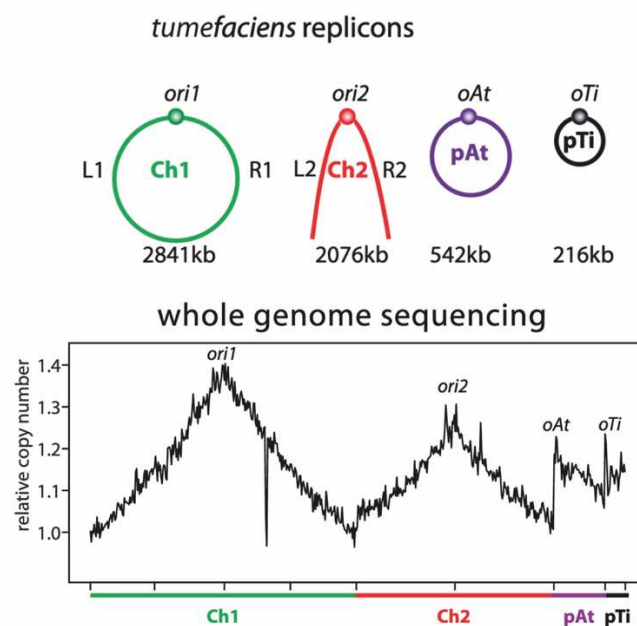 tumefaciens replicons
ori1 ori2 oAt oTi
L1 Ch1 R1 L2 Ch2 R2 pAt pTi
2841kb 2076kb 542kb 216kb
whole genome sequencing
relative copy number
1.4
1.3
1.2
1.1
1.0
ori1
ori2
oAt oTi
Ch1 Ch2 pAt pTi